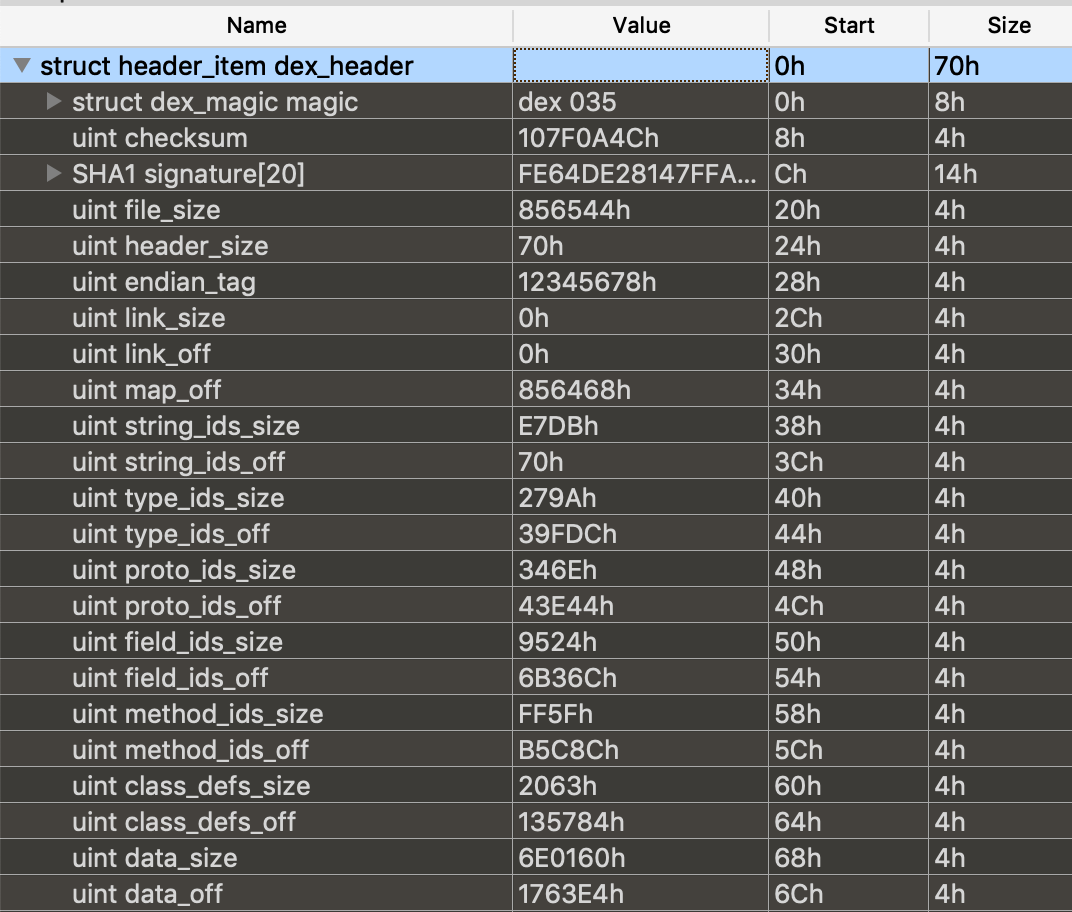 Name Value Start Size
struct header_item dex_header 0h 70h
struct dex_magic magic dex 035 0h 8h
uint checksum 107F0A4Ch 8h 4h
SHA1 signature[20] FE64DE28147FFA... Ch 14h
uint file_size 856544h 20h 4h
uint header_size 70h 24h 4h
uint endian_tag 12345678h 28h 4h
uint link_size 0h 2Ch 4h
uint link_off 0h 30h 4h
uint map_off 856468h 34h 4h
uint string_ids_size E7DBh 38h 4h
uint string_ids_off 70h 3Ch 4h
uint type_ids_size 279Ah 40h 4h
uint type_ids_off 39FDCh 44h 4h
uint proto_ids_size 346Eh 48h 4h
uint proto_ids_off 43E44h 4Ch 4h
uint field_ids_size 9524h 50h 4h
uint field_ids_off 6B36Ch 54h 4h
uint method_ids_size FF5Fh 58h 4h
uint method_ids_off B5C8Ch 5Ch 4h
uint class_defs_size 2063h 60h 4h
uint class_defs_off 135784h 64h 4h
uint data_size 6E0160h 68h 4h
uint data_off 1763E4h 6Ch 4h